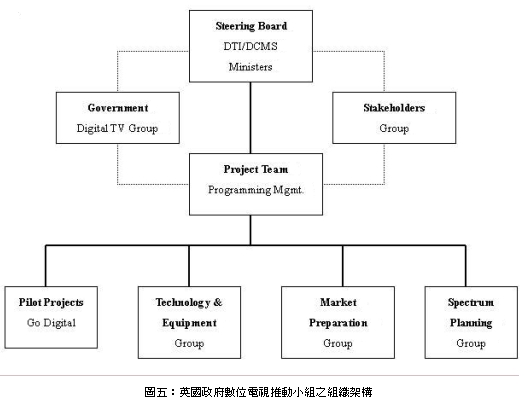 Steering Board
DTI/DCMS
Ministers
Government
Digital TV Group
Stakeholders
Group
Project Team
Programming Mgmt.
Pilot Projects
Go Digital
Technology &
Equipment
Group
Market
Preparation
Group
Spectrum
Planning
Group
圖五：英國政府數位電視推動小組之組織架構